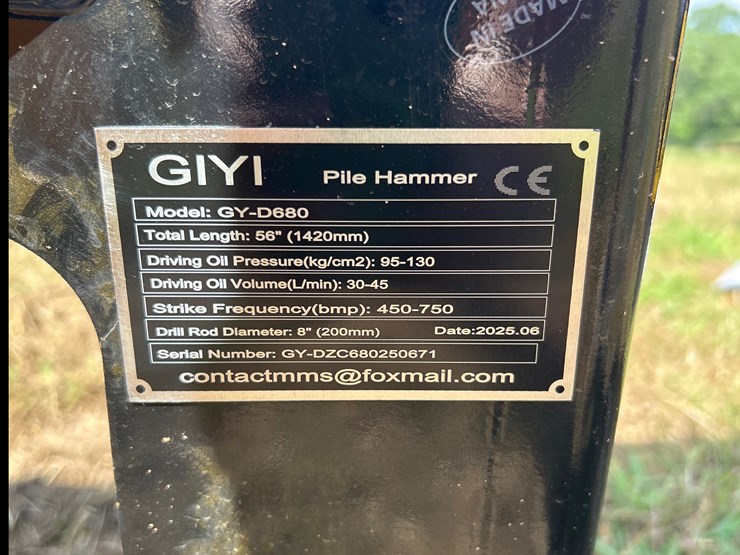 MADE IN
GIYI Pile Hammer CE
Model: GY-D680
Total Length: 56" (1420mm)
Driving Oil Pressure(kg/cm2): 95-130
Driving Oil Volume(L/min): 30-45
Strike Frequency(bmp): 450-750
Drill Rod Diameter: 8" (200mm) Date:2025.06
Serial Number: GY-DZC680250671
contactmms@foxmail.com